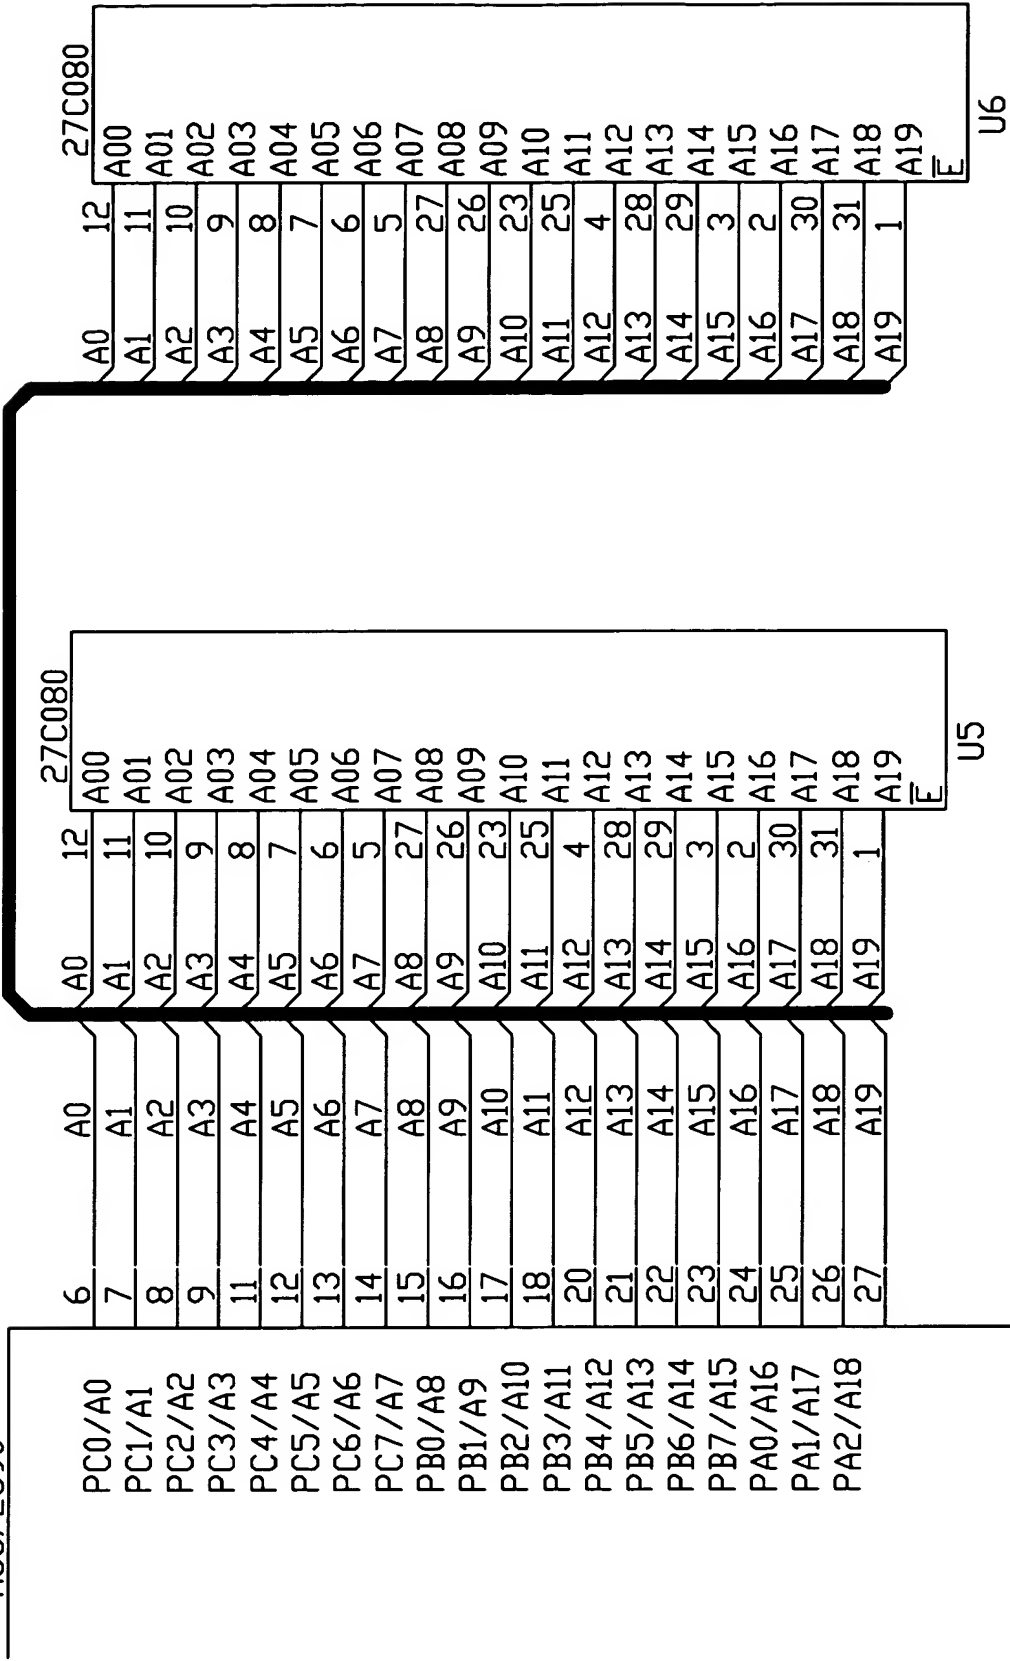 27C080
27C080
PC0/A0 6 A0 A0 12 A00 A0 12 A00
PC1/A1 7 A1 A1 11 A01 A1 11 A01
PC2/A2 8 A2 A2 10 A02 A2 10 A02
PC3/A3 9 A3 A3 9 A03 A3 9 A03
PC4/A4 11 A4 A4 8 A04 A4 8 A04
PC5/A5 12 A5 A5 7 A05 A5 7 A05
PC6/A6 13 A6 A6 6 A06 A6 6 A06
PC7/A7 14 A7 A7 5 A07 A7 5 A07
PB0/A8 15 A8 A8 27 A08 A8 27 A08
PB1/A9 16 A9 A9 26 A09 A9 26 A09
PB2/A10 17 A10 A10 23 A10 A10 23 A10
PB3/A11 18 A11 A11 25 A11 A11 25 A11
PB4/A12 20 A12 A12 4 A12 A12 4 A12
PB5/A13 21 A13 A13 28 A13 A13 28 A13
PB6/A14 22 A14 A14 29 A14 A14 29 A14
PB7/A15 23 A15 A15 3 A15 A15 3 A15
PA0/A16 24 A16 A16 2 A16 A16 2 A16
PA1/A17 25 A17 A17 30 A17 A17 30 A17
PA2/A18 26 A18 A18 31 A18 A18 31 A18
27 A19 A19 1 A19 A19 1 A19
E̅ E̅
U5
U6